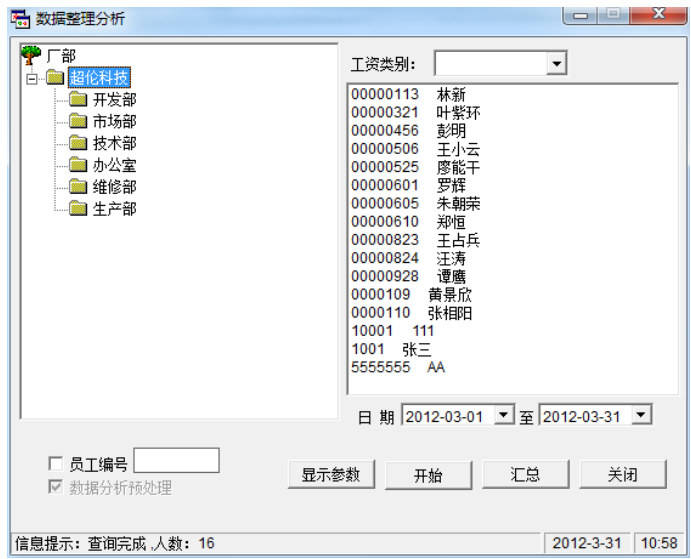 数据整理分析
厂部
超伦科技
开发部
市场部
技术部
办公室
维修部
生产部
工资类别：
00000113 林新
00000321 叶紫环
00000456 彭明
00000506 王小云
00000525 廖能干
00000601 罗辉
00000605 朱朝荣
00000610 郑恒
00000823 王占兵
00000824 汪涛
00000928 谭鹰
0000109 黄景欣
0000110 张相阳
10001 111
1001 张三
5555555 AA
日 期 2012-03-01 至 2012-03-31
员工编号
数据分析预处理
显示参数 开始 汇总 关闭
信息提示：查询完成,人数：16 2012-3-31 10:58